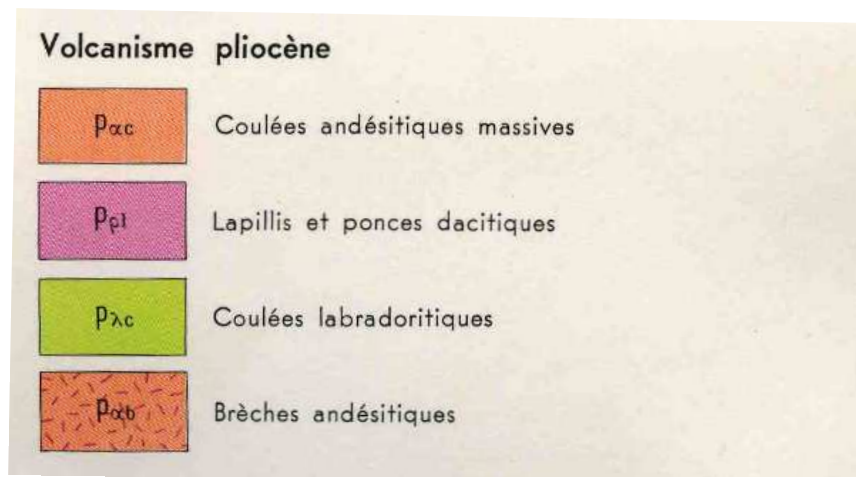 Volcanisme pliocène
pαc Coulées andésitiques massives
pρl Lapillis et ponces dacitiques
pλc Coulées labradoritiques
pαb Brèches andésitiques